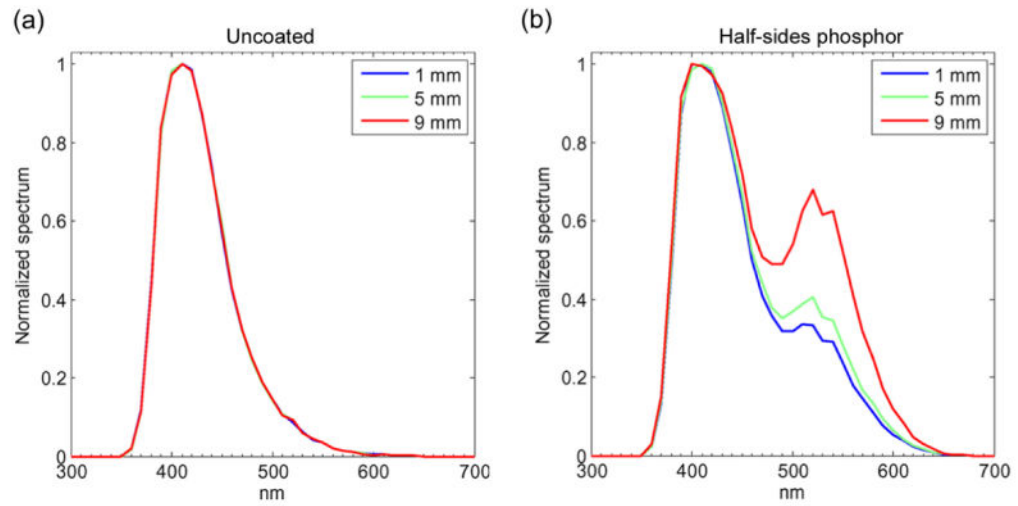 (a)
Uncoated
1 mm
5 mm
9 mm
1
0.8
0.6
0.4
0.2
0
300
400
500
600
700
nm
Normalized spectrum
(b)
Half-sides phosphor
1 mm
5 mm
9 mm
1
0.8
0.6
0.4
0.2
0
300
400
500
600
700
nm
Normalized spectrum